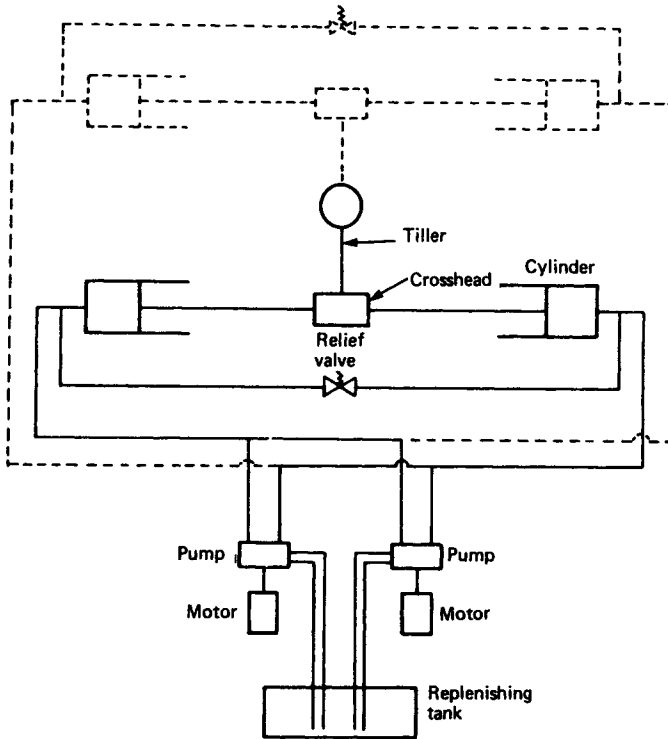 Tiller
Crosshead
Cylinder
Relief
valve
Pump
Pump
Motor
Motor
Replenishing
tank